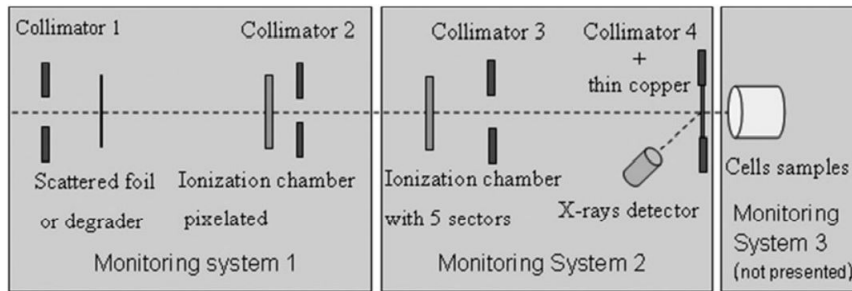 Collimator 1
Collimator 2
Scattered foil
or degrader
Ionization chamber
pixelated
Monitoring system 1
Collimator 3
Collimator 4
+
thin copper
Ionization chamber
with 5 sectors
X-rays detector
Monitoring System 2
Cells samples
Monitoring
System 3
(not presented)